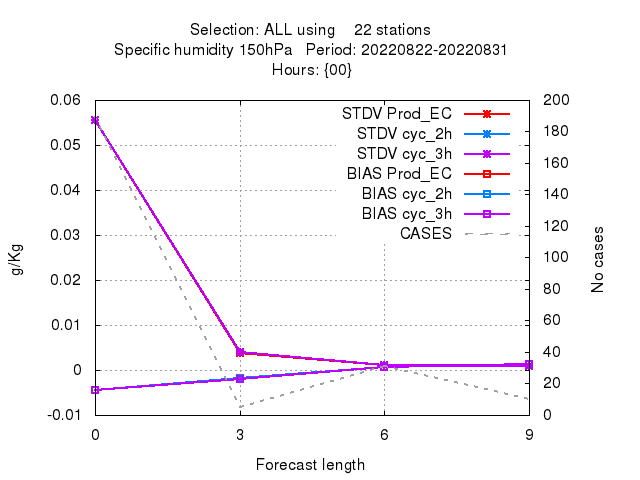 Selection: ALL using    22 stations
Specific humidity 150hPa   Period: 20220822-20220831
Hours: {00}
STDV Prod_EC
STDV cyc_2h
STDV cyc_3h
BIAS Prod_EC
BIAS cyc_2h
BIAS cyc_3h
CASES
0.06
0.05
0.04
0.03
0.02
0.01
0
-0.01
g/Kg
200
180
160
140
120
100
80
60
40
20
0
No cases
0 3 6 9
Forecast length